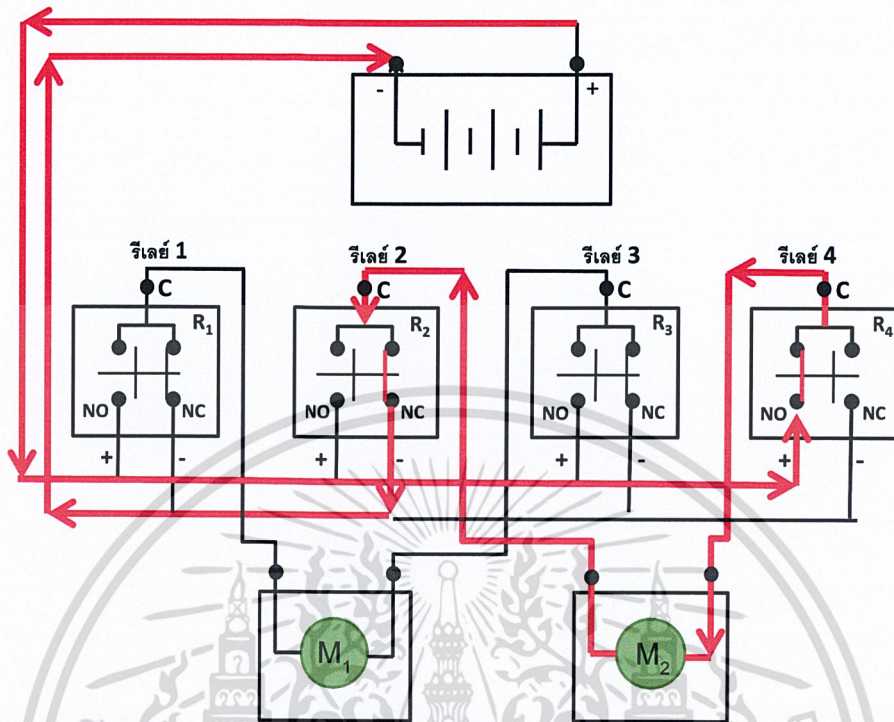 - +
รีเลย์ 1 รีเลย์ 2 รีเลย์ 3 รีเลย์ 4
C C C C
R1 R2 R3 R4
NO NC NO NC NO NC NO NC
+ - + - + - + -
M1 M2